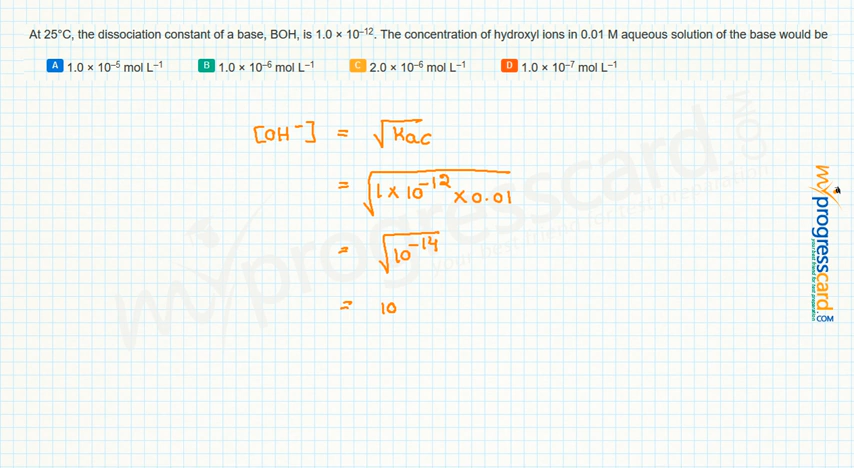 At 25°C, the dissociation constant of a base, BOH, is 1.0 × 10⁻¹². The concentration of hydroxyl ions in 0.01 M aqueous solution of the base would be
A 1.0 × 10⁻⁵ mol L⁻¹ B 1.0 × 10⁻⁶ mol L⁻¹ C 2.0 × 10⁻⁶ mol L⁻¹ D 1.0 × 10⁻⁷ mol L⁻¹
[OH⁻] = √KaC
= √1 × 10⁻¹² × 0.01
= √10⁻¹⁴
= 10
myprogresscard.COM